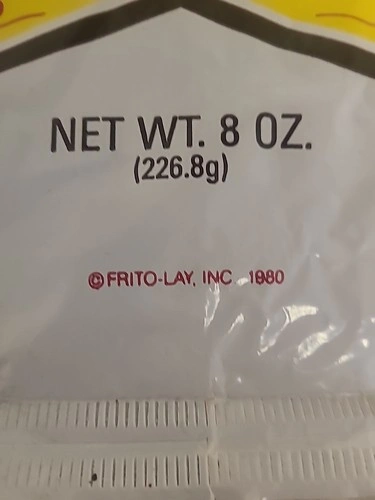 NET WT. 8 OZ.
(226.8g)
© FRITO-LAY, INC. 1980